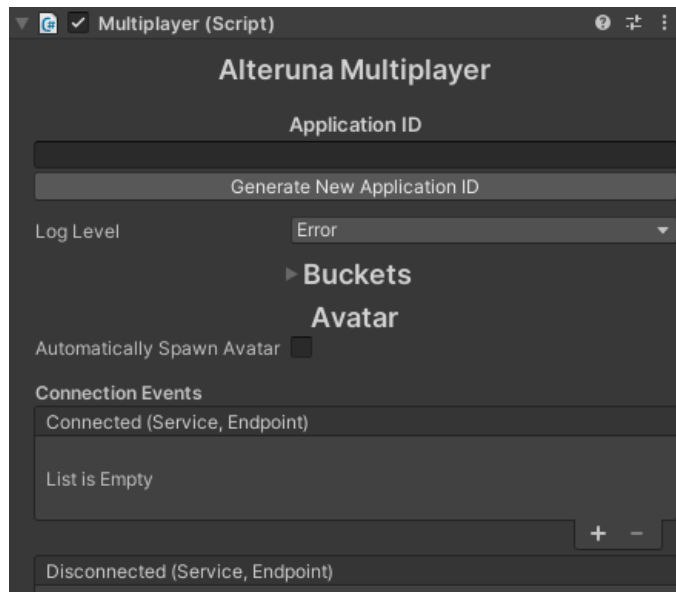 Multiplayer (Script)
Alteruna Multiplayer
Application ID
Generate New Application ID
Log Level Error
Buckets
Avatar
Automatically Spawn Avatar
Connection Events
Connected (Service, Endpoint)
List is Empty
+ −
Disconnected (Service, Endpoint)